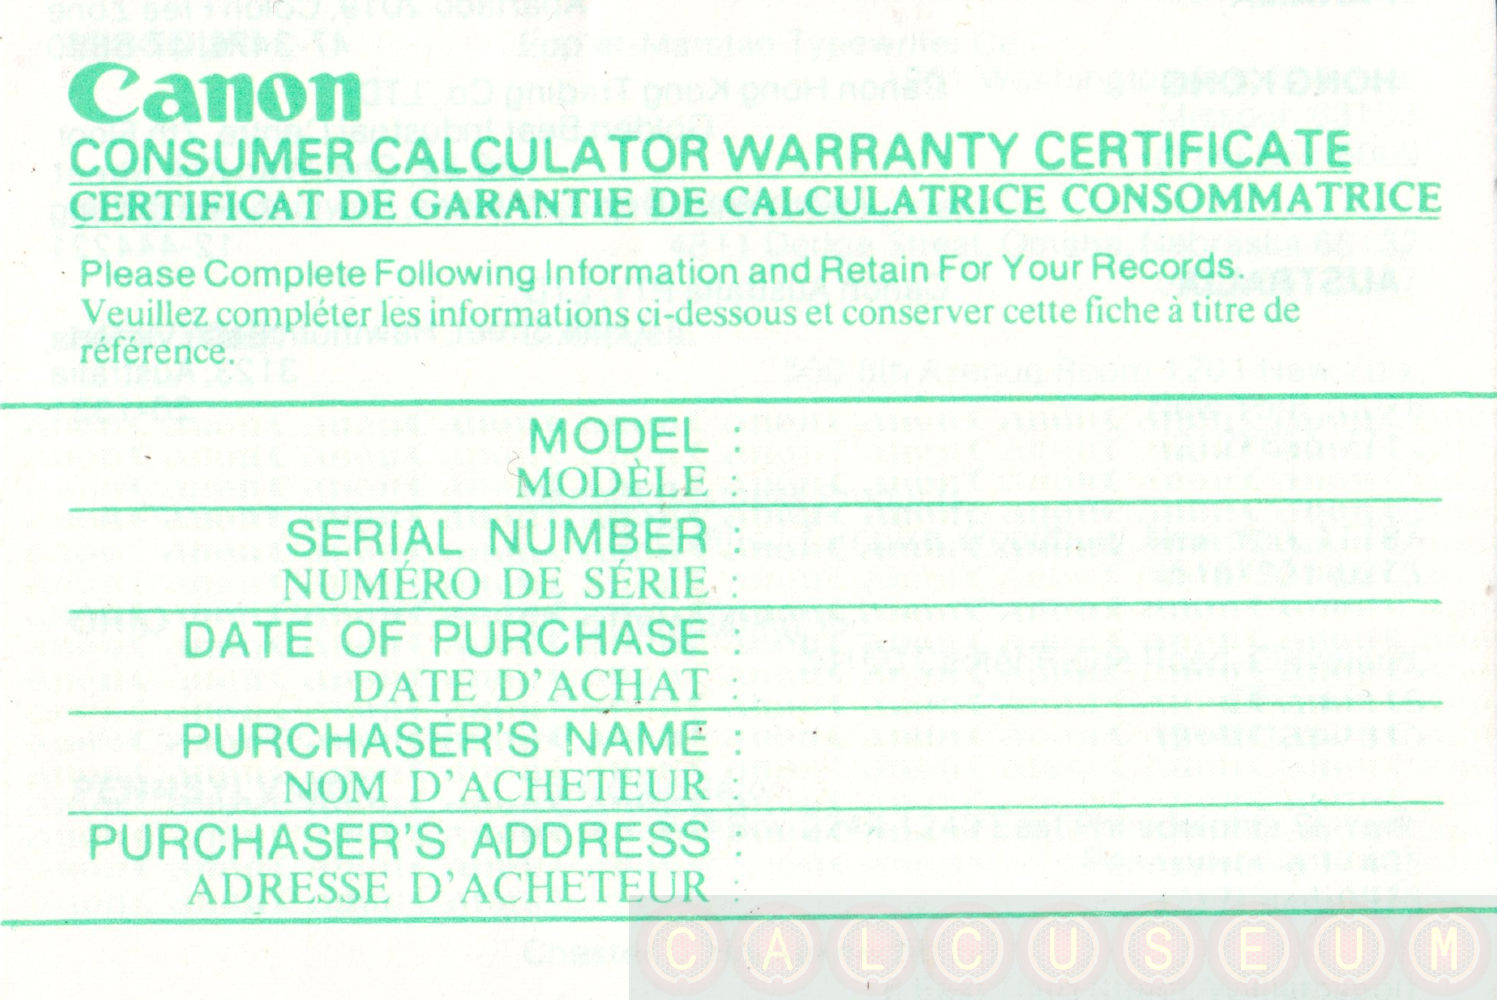 Canon
CONSUMER CALCULATOR WARRANTY CERTIFICATE
CERTIFICAT DE GARANTIE DE CALCULATRICE CONSOMMATRICE
Please Complete Following Information and Retain For Your Records.
Veuillez compléter les informations ci-dessous et conserver cette fiche à titre de
référence.
MODEL :
MODÈLE :
SERIAL NUMBER :
NUMÉRO DE SÉRIE :
DATE OF PURCHASE :
DATE D'ACHAT :
PURCHASER'S NAME :
NOM D'ACHETEUR :
PURCHASER'S ADDRESS :
ADRESSE D'ACHETEUR :
CALCUSEUM